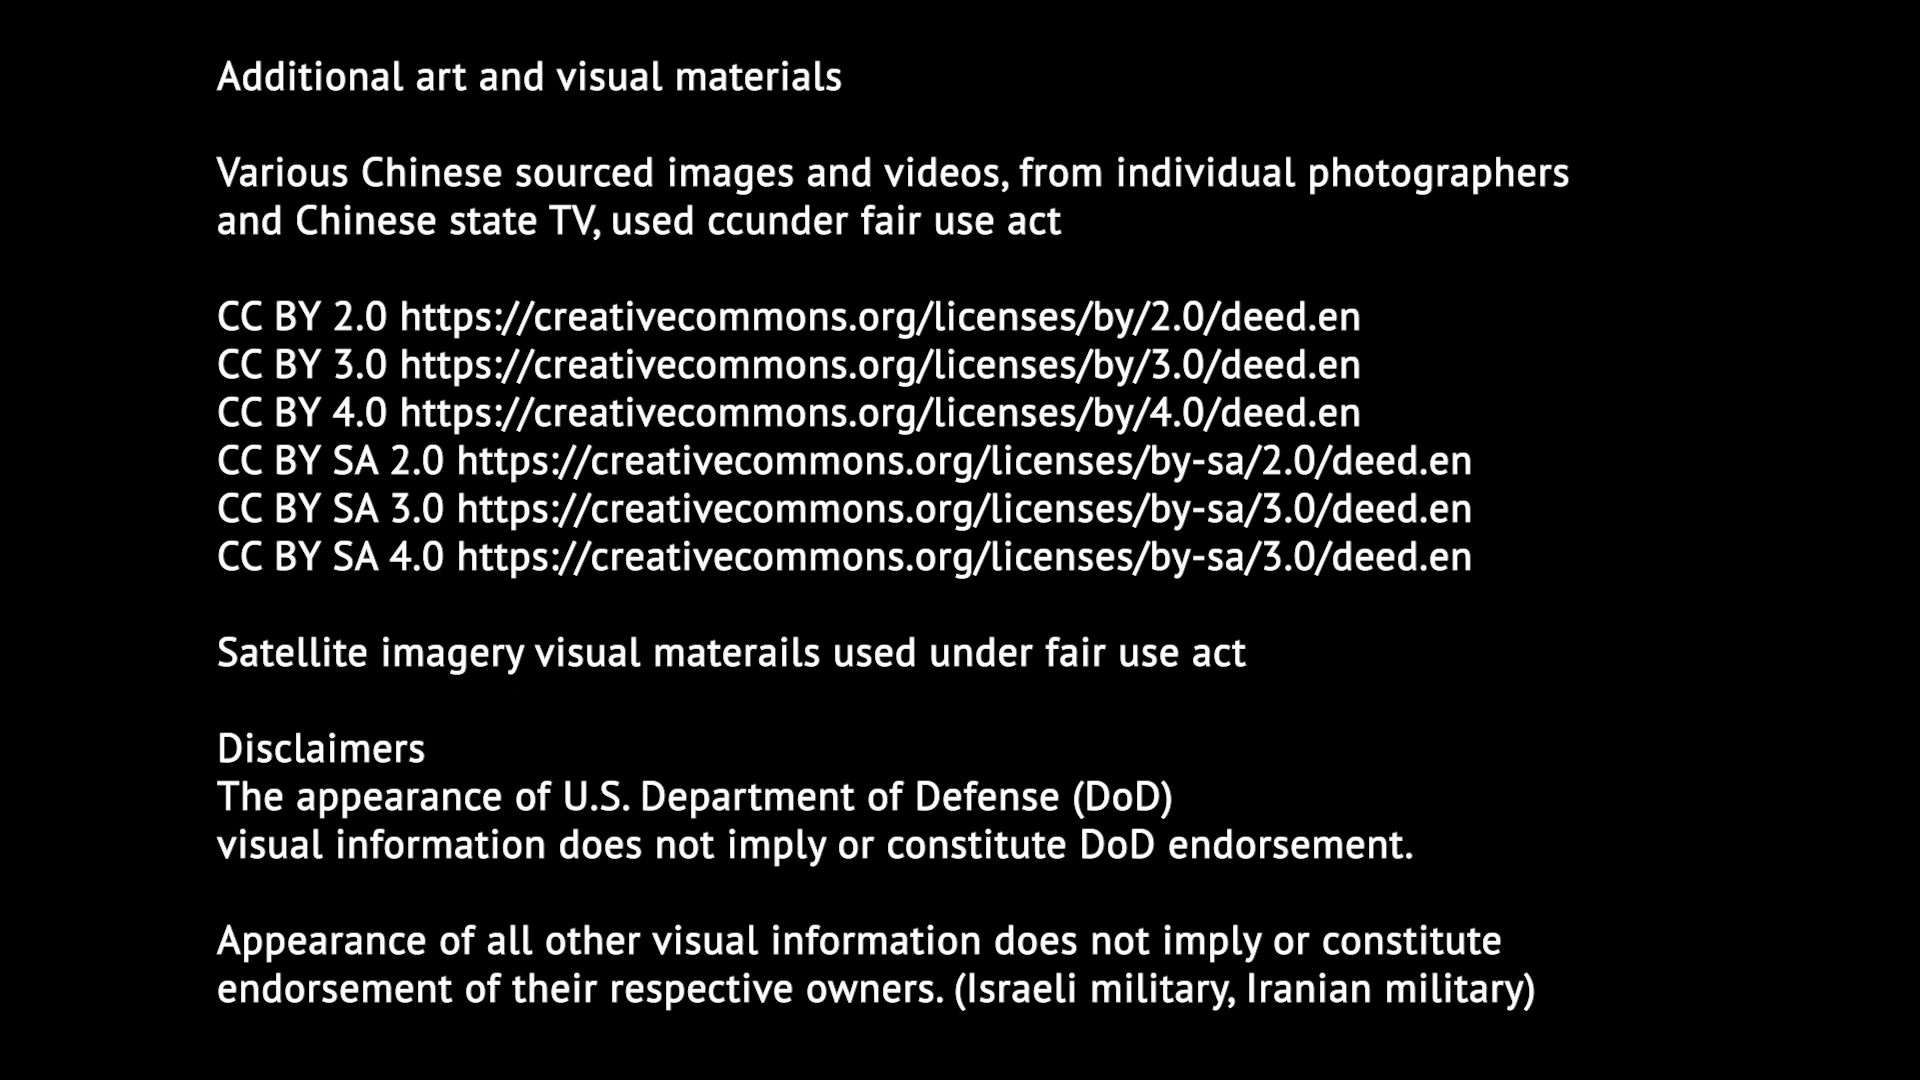 Additional art and visual materials
Various Chinese sourced images and videos, from individual photographers
and Chinese state TV, used ccunder fair use act
CC BY 2.0 https://creativecommons.org/licenses/by/2.0/deed.en
CC BY 3.0 https://creativecommons.org/licenses/by/3.0/deed.en
CC BY 4.0 https://creativecommons.org/licenses/by/4.0/deed.en
CC BY SA 2.0 https://creativecommons.org/licenses/by-sa/2.0/deed.en
CC BY SA 3.0 https://creativecommons.org/licenses/by-sa/3.0/deed.en
CC BY SA 4.0 https://creativecommons.org/licenses/by-sa/3.0/deed.en
Satellite imagery visual materails used under fair use act
Disclaimers
The appearance of U.S. Department of Defense (DoD)
visual information does not imply or constitute DoD endorsement.
Appearance of all other visual information does not imply or constitute
endorsement of their respective owners. (Israeli military, Iranian military)